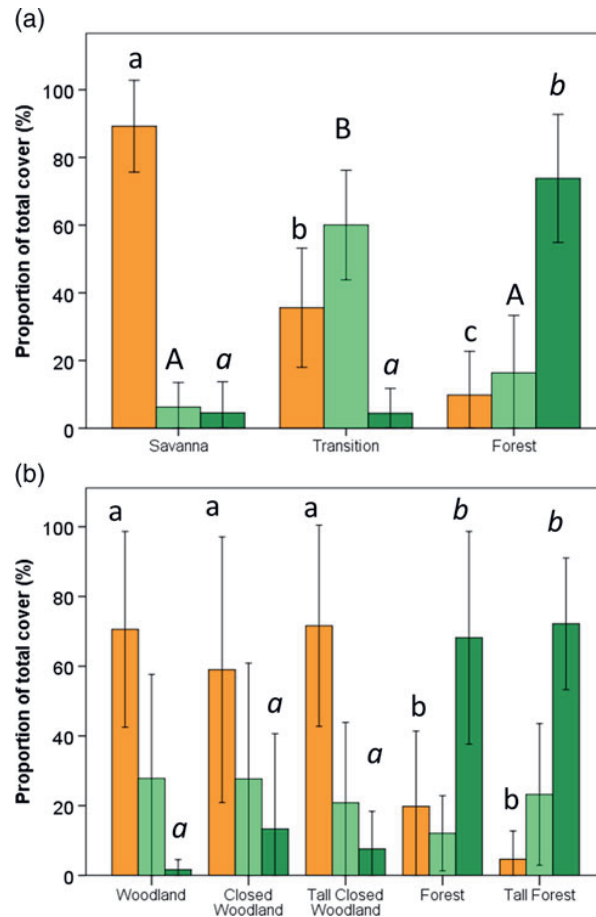 (a)
Proportion of total cover (%)
100
80
60
40
20
0
a
A
a
b
B
a
c
A
b
Savanna
Transition
Forest
(b)
Proportion of total cover (%)
100
80
60
40
20
0
a
a
a
a
a
a
b
b
b
b
Woodland
Closed
Woodland
Tall Closed
Woodland
Forest
Tall Forest